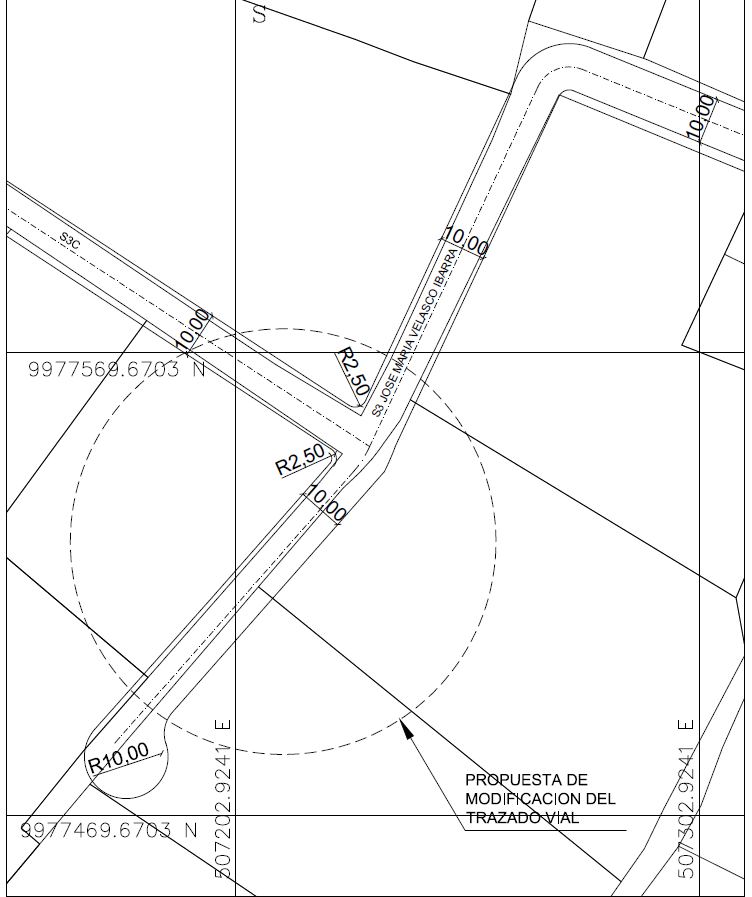 S
10,00
S3C
10,00
10,00
S3 JOSE MARIA VELASCO IBARRA
R2,50
9977569.6703 N
R2,50
10,00
R10,00
507202.9241 E
507302.9241 E
PROPUESTA DE
MODIFICACION DEL
TRAZADO VIAL
9977469.6703 N